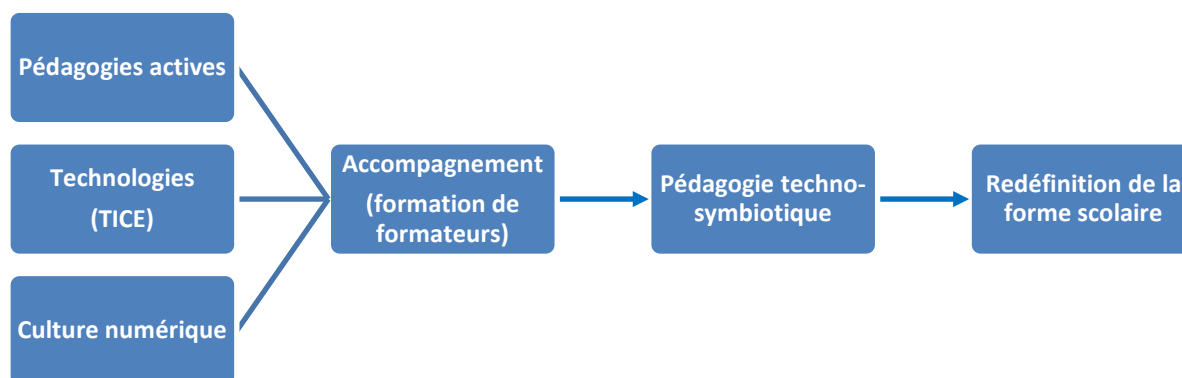 Pédagogies actives
Technologies
(TICE)
Culture numérique
Accompagnement
(formation de
formateurs)
Pédagogie techno-
symbiotique
Redéfinition de la
forme scolaire